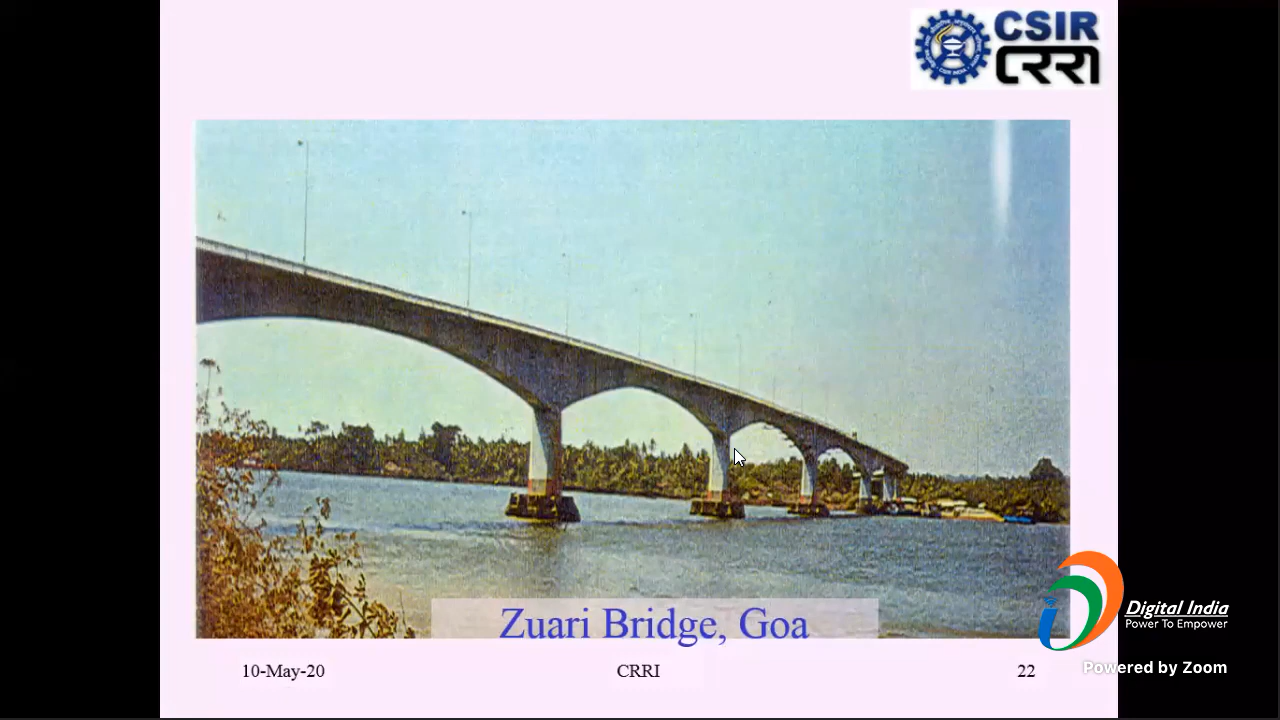 CSIR
CRRI
Zuari Bridge, Goa
Digital India
Power To Empower
10-May-20
CRRI
22
Powered by Zoom